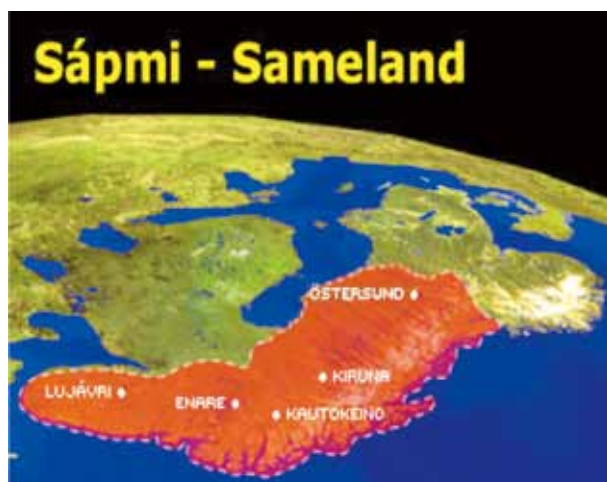 Sápmi - Sameland
ÖSTERSUND
KIRUNA
LUJÁVRI
ENARE
KAUTOKEINO